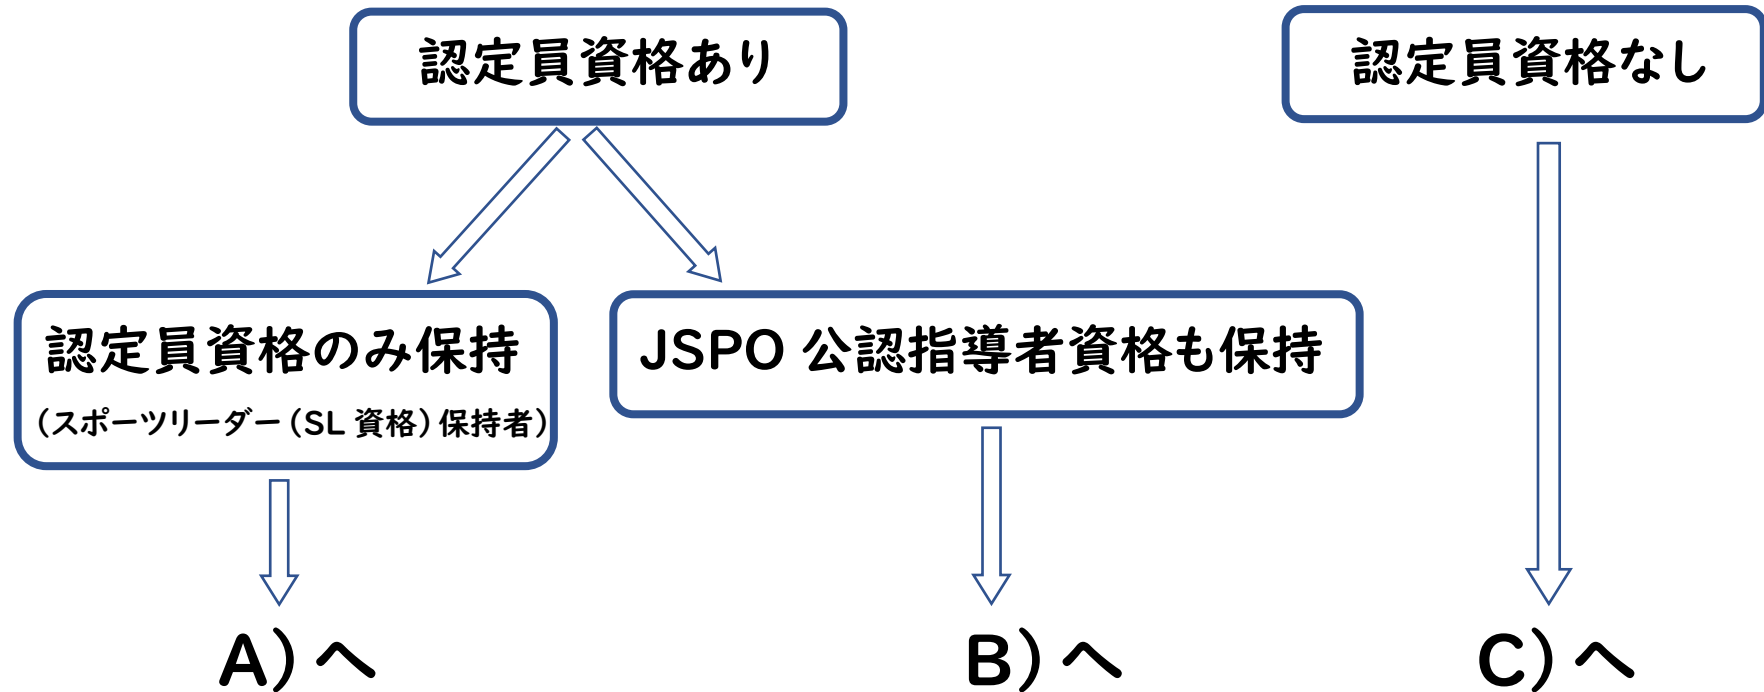 認定員資格あり
認定員資格なし
認定員資格のみ保持
(スポーツリーダー(SL 資格)保持者)
JSPO 公認指導者資格も保持
A)へ
B)へ
C)へ